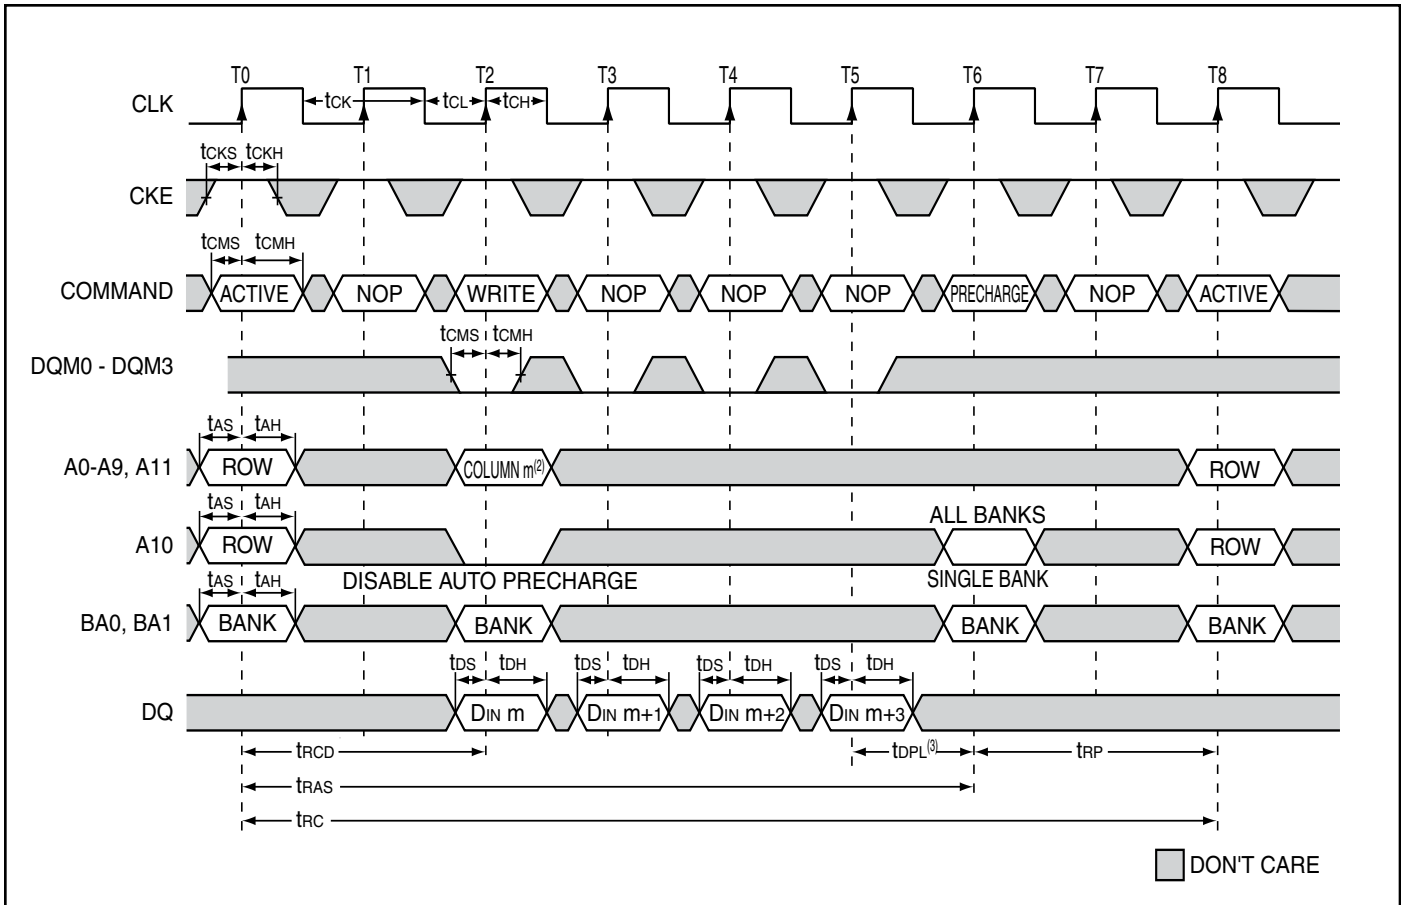 T0 T1 T2 T3 T4 T5 T6 T7 T8
CLK tCK tCL tCH
tCKS tCKH
CKE
tCMS tCMH
COMMAND ACTIVE NOP WRITE NOP NOP NOP PRECHARGE NOP ACTIVE
tCMS tCMH
DQM0 - DQM3
tAS tAH
A0-A9, A11 ROW COLUMN m(2) ROW
tAS tAH
ALL BANKS
A10 ROW ROW
DISABLE AUTO PRECHARGE SINGLE BANK
tAS tAH
BA0, BA1 BANK BANK BANK BANK
tDS tDH tDS tDH tDS tDH tDS tDH
DQ DIN m DIN m+1 DIN m+2 DIN m+3
tRCD tDPL(3) tRP
tRAS
tRC
DON'T CARE